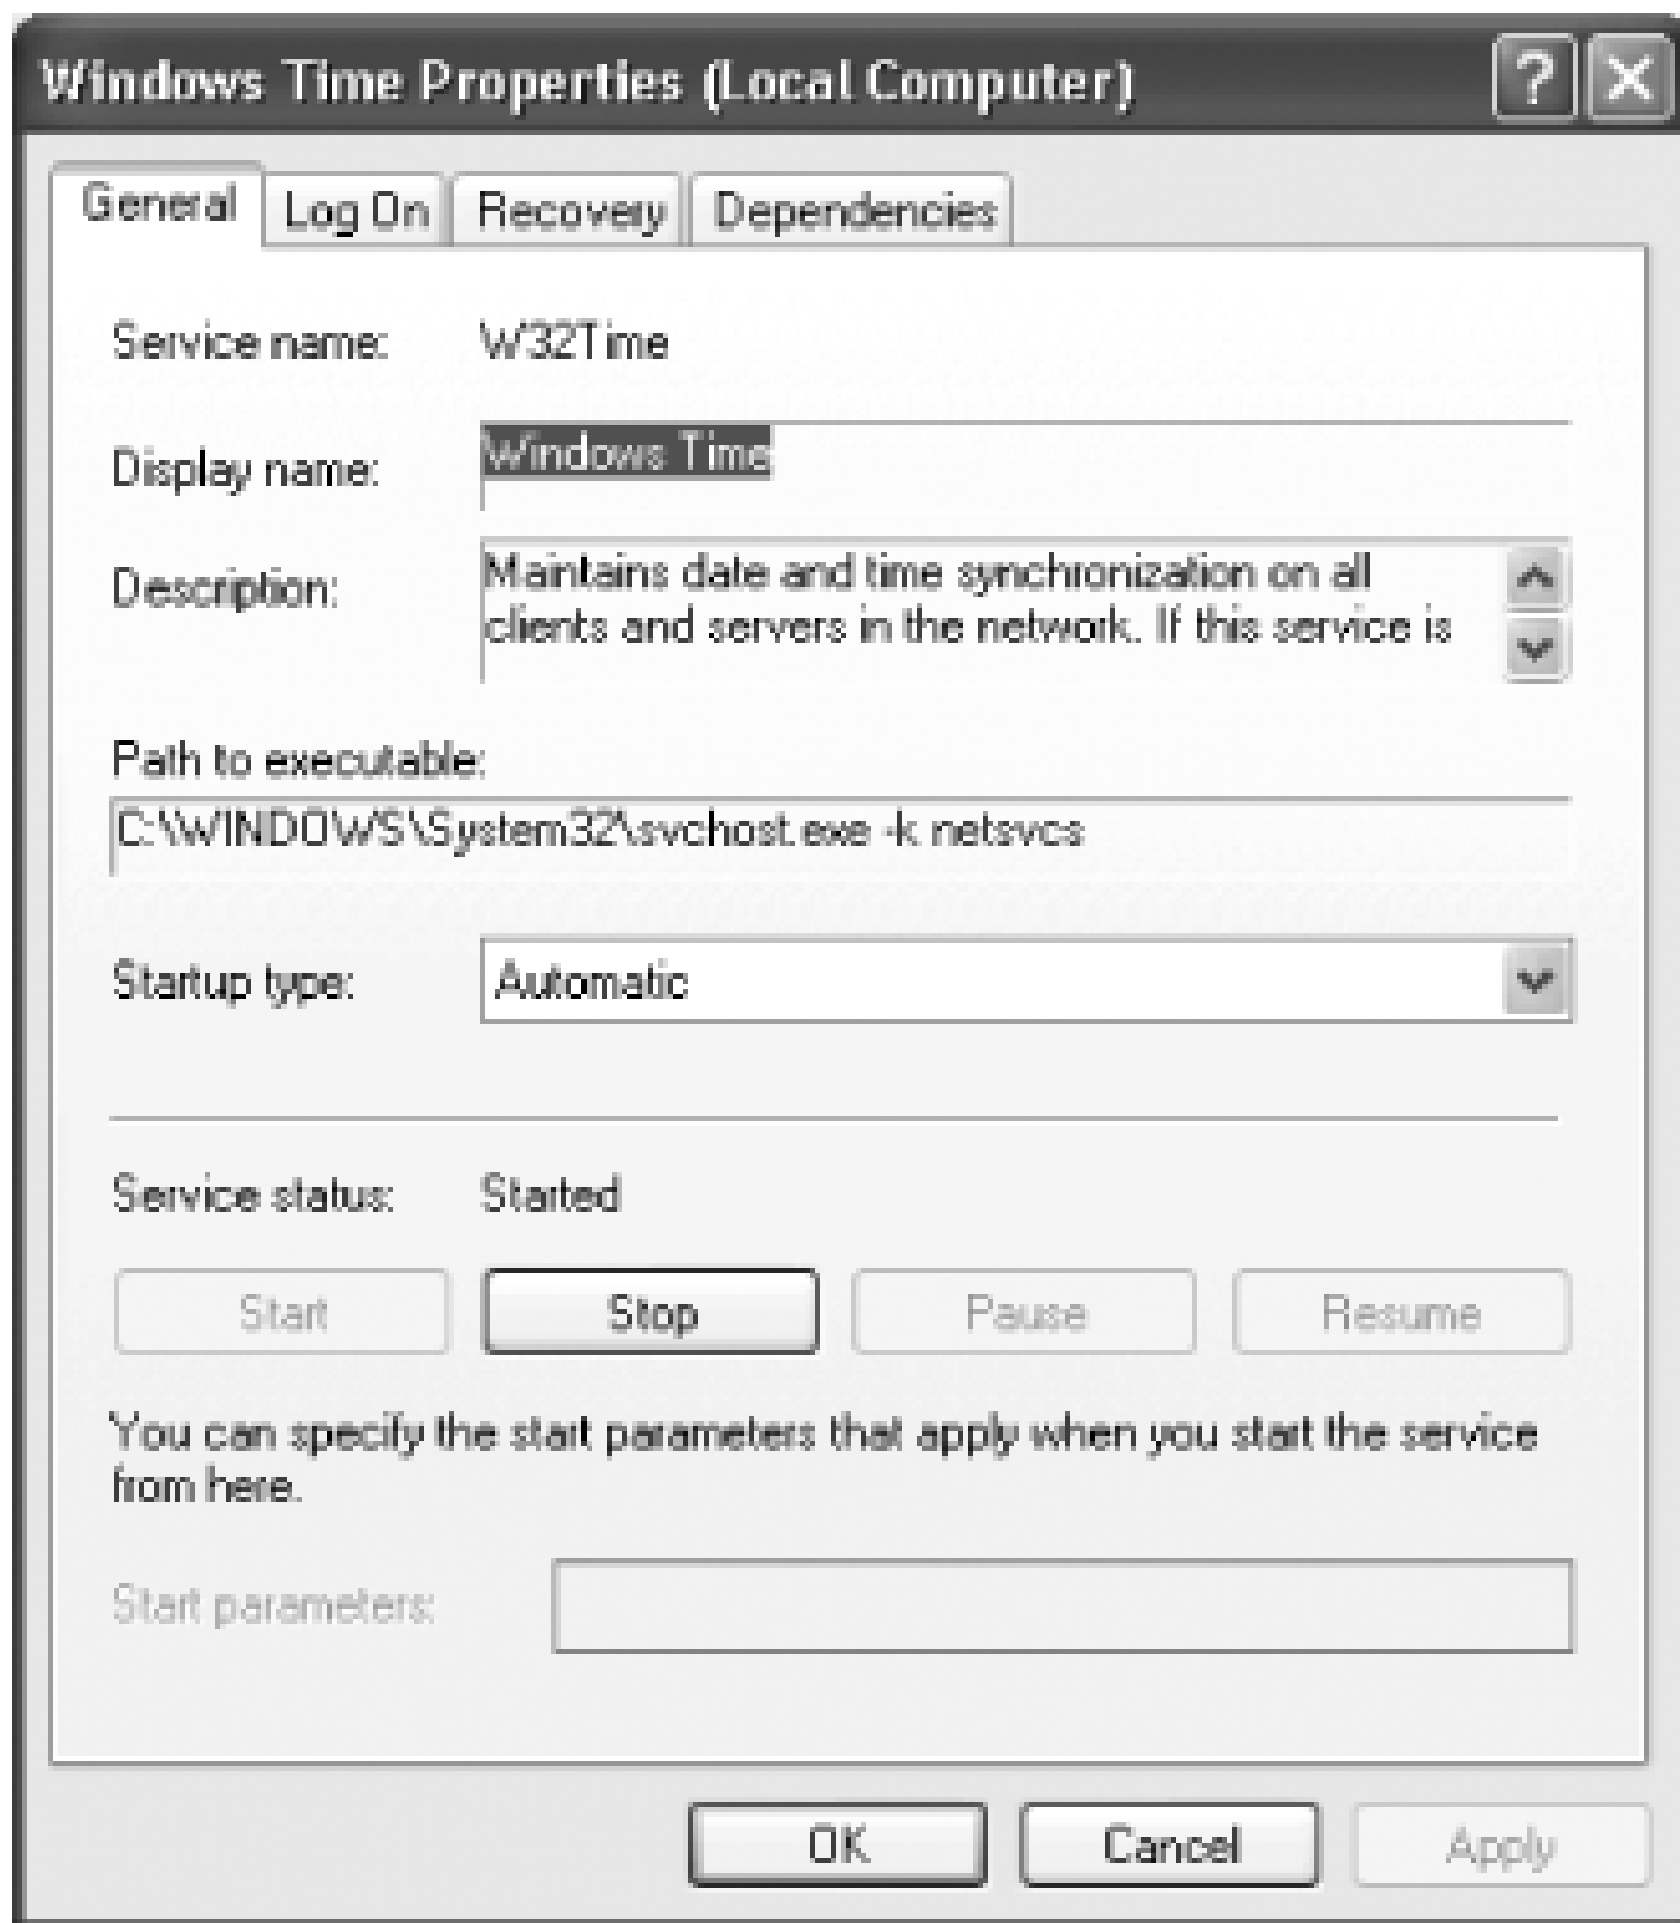 Windows Time Properties (Local Computer)
General Log On Recovery Dependencies
Service name: W32Time
Display name: Windows Time
Description: Maintains date and time synchronization on all
clients and servers in the network. If this service is
Path to executable:
C:\WINDOWS\System32\svchost.exe -k netsvcs
Startup type: Automatic
Service status: Started
Start Stop Pause Resume
You can specify the start parameters that apply when you start the service
from here.
Start parameters:
OK Cancel Apply